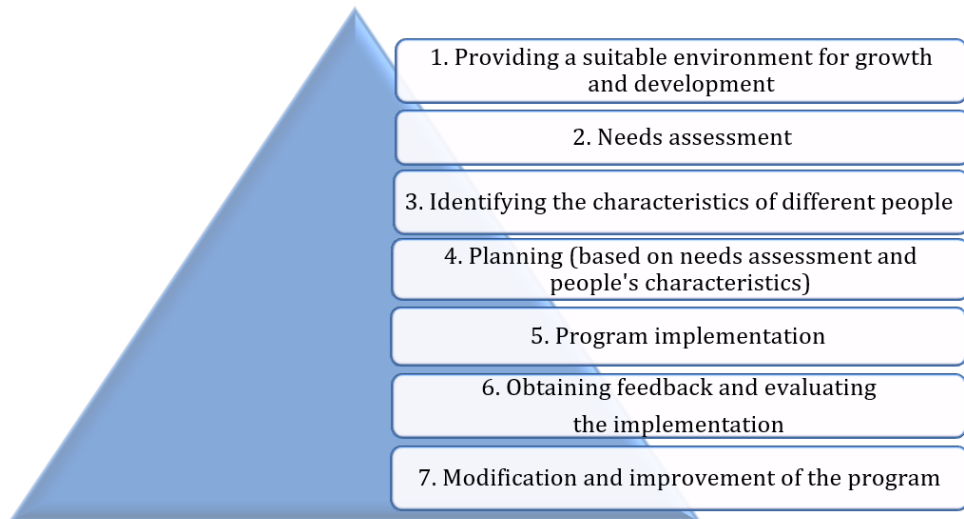 1. Providing a suitable environment for growth
and development
2. Needs assessment
3. Identifying the characteristics of different people
4. Planning (based on needs assessment and
people's characteristics)
5. Program implementation
6. Obtaining feedback and evaluating
the implementation
7. Modification and improvement of the program